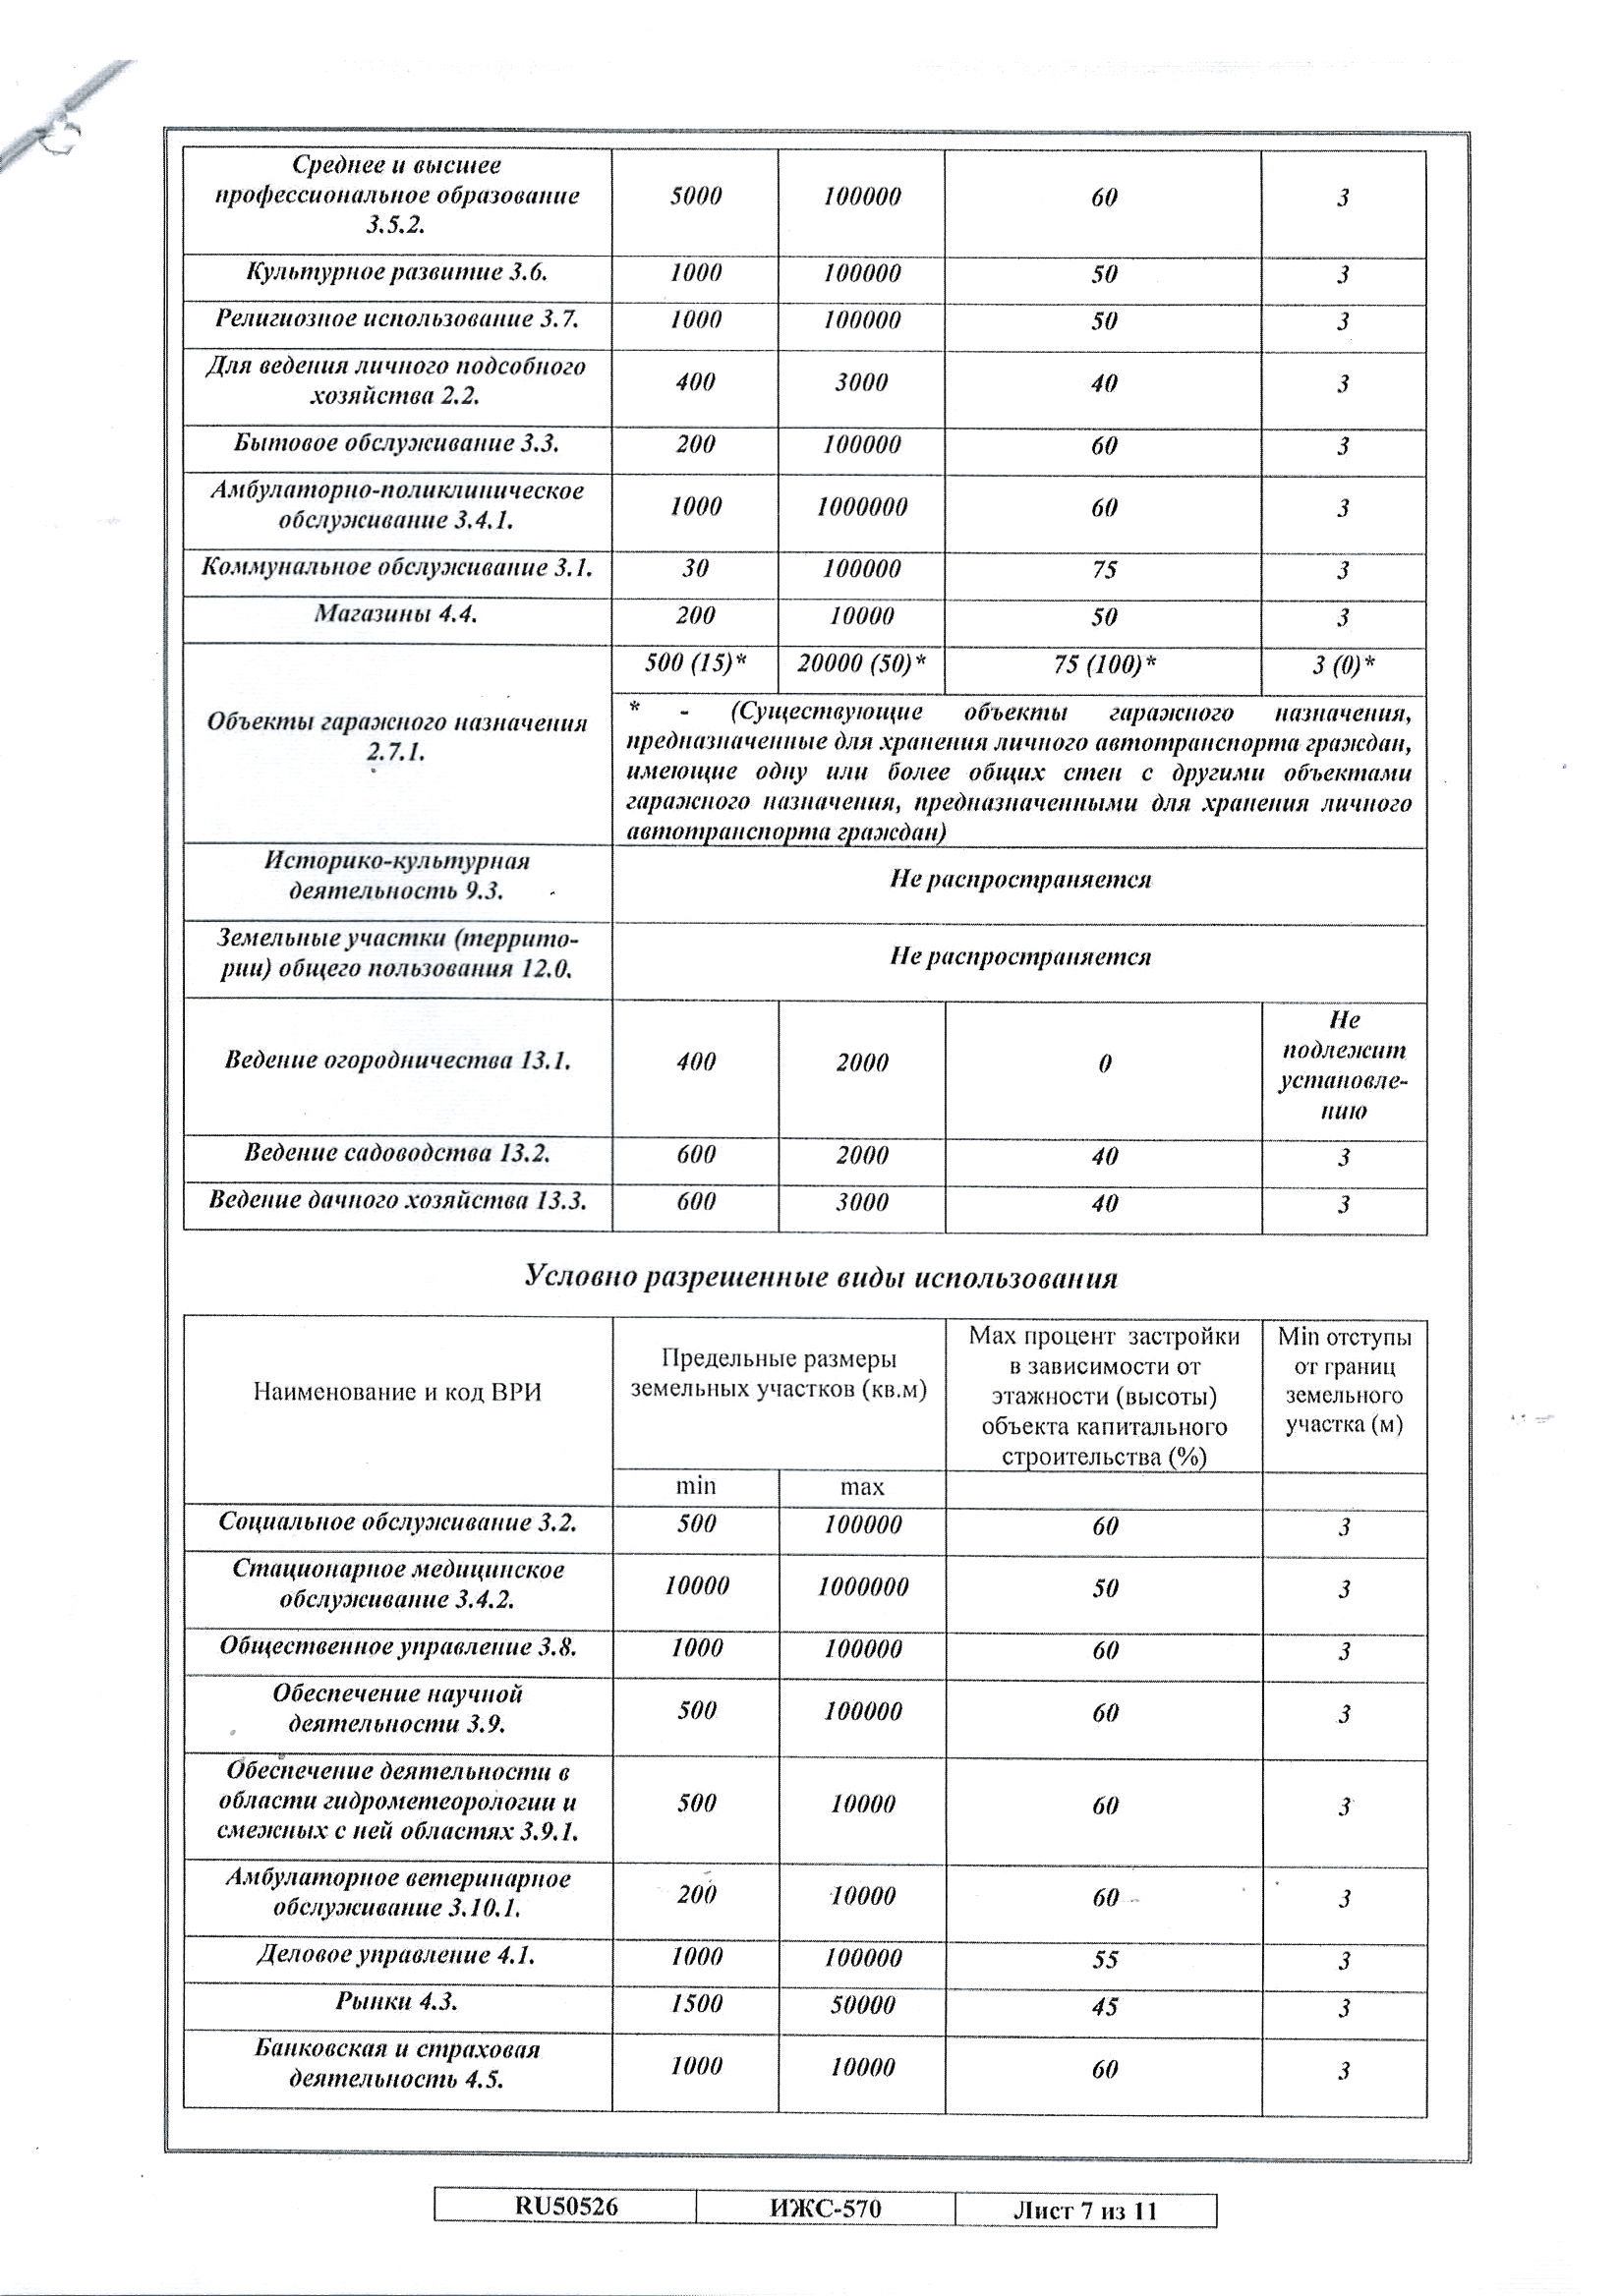 Среднее и высшее
профессиональное образование
3.5.2.
5000
100000
60
3
Культурное развитие 3.6.
1000
100000
50
3
Религиозное использование 3.7.
1000
100000
50
3
Для ведения личного подсобного
хозяйства 2.2.
400
3000
40
3
Бытовое обслуживание 3.3.
200
100000
60
3
Амбулаторно-поликлиническое
обслуживание 3.4.1.
1000
1000000
60
3
Коммунальное обслуживание 3.1.
30
100000
75
3
Магазины 4.4.
200
10000
50
3
Объекты гаражного назначения
2.7.1.
500 (15)*
20000 (50)*
75 (100)*
3 (0)*
* - (Существующие объекты гаражного назначения,
предназначенные для хранения личного автотранспорта граждан,
имеющие одну или более общих стен с другими объектами
гаражного назначения, предназначенными для хранения личного
автотранспорта граждан)
Историко-культурная
деятельность 9.3.
Не распространяется
Земельные участки (террито-
рии) общего пользования 12.0.
Не распространяется
Ведение огородничества 13.1.
400
2000
0
Не
подлежит
установле-
нию
Ведение садоводства 13.2.
600
2000
40
3
Ведение дачного хозяйства 13.3.
600
3000
40
3
Условно разрешенные виды использования
Наименование и код ВРИ
Предельные размеры
земельных участков (кв.м)
Max процент застройки
в зависимости от
этажности (высоты)
объекта капитального
строительства (%)
Min отступы
от границ
земельного
участка (м)
min
max
Социальное обслуживание 3.2.
500
100000
60
3
Стационарное медицинское
обслуживание 3.4.2.
10000
1000000
50
3
Общественное управление 3.8.
1000
100000
60
3
Обеспечение научной
деятельности 3.9.
500
100000
60
3
Обеспечение деятельности в
области гидрометеорологии и
смежных с ней областях 3.9.1.
500
10000
60
3
Амбулаторное ветеринарное
обслуживание 3.10.1.
200
10000
60
3
Деловое управление 4.1.
1000
100000
55
3
Рынки 4.3.
1500
50000
45
3
Банковская и страховая
деятельность 4.5.
1000
10000
60
3
RU50526
ИЖС-570
Лист 7 из 11